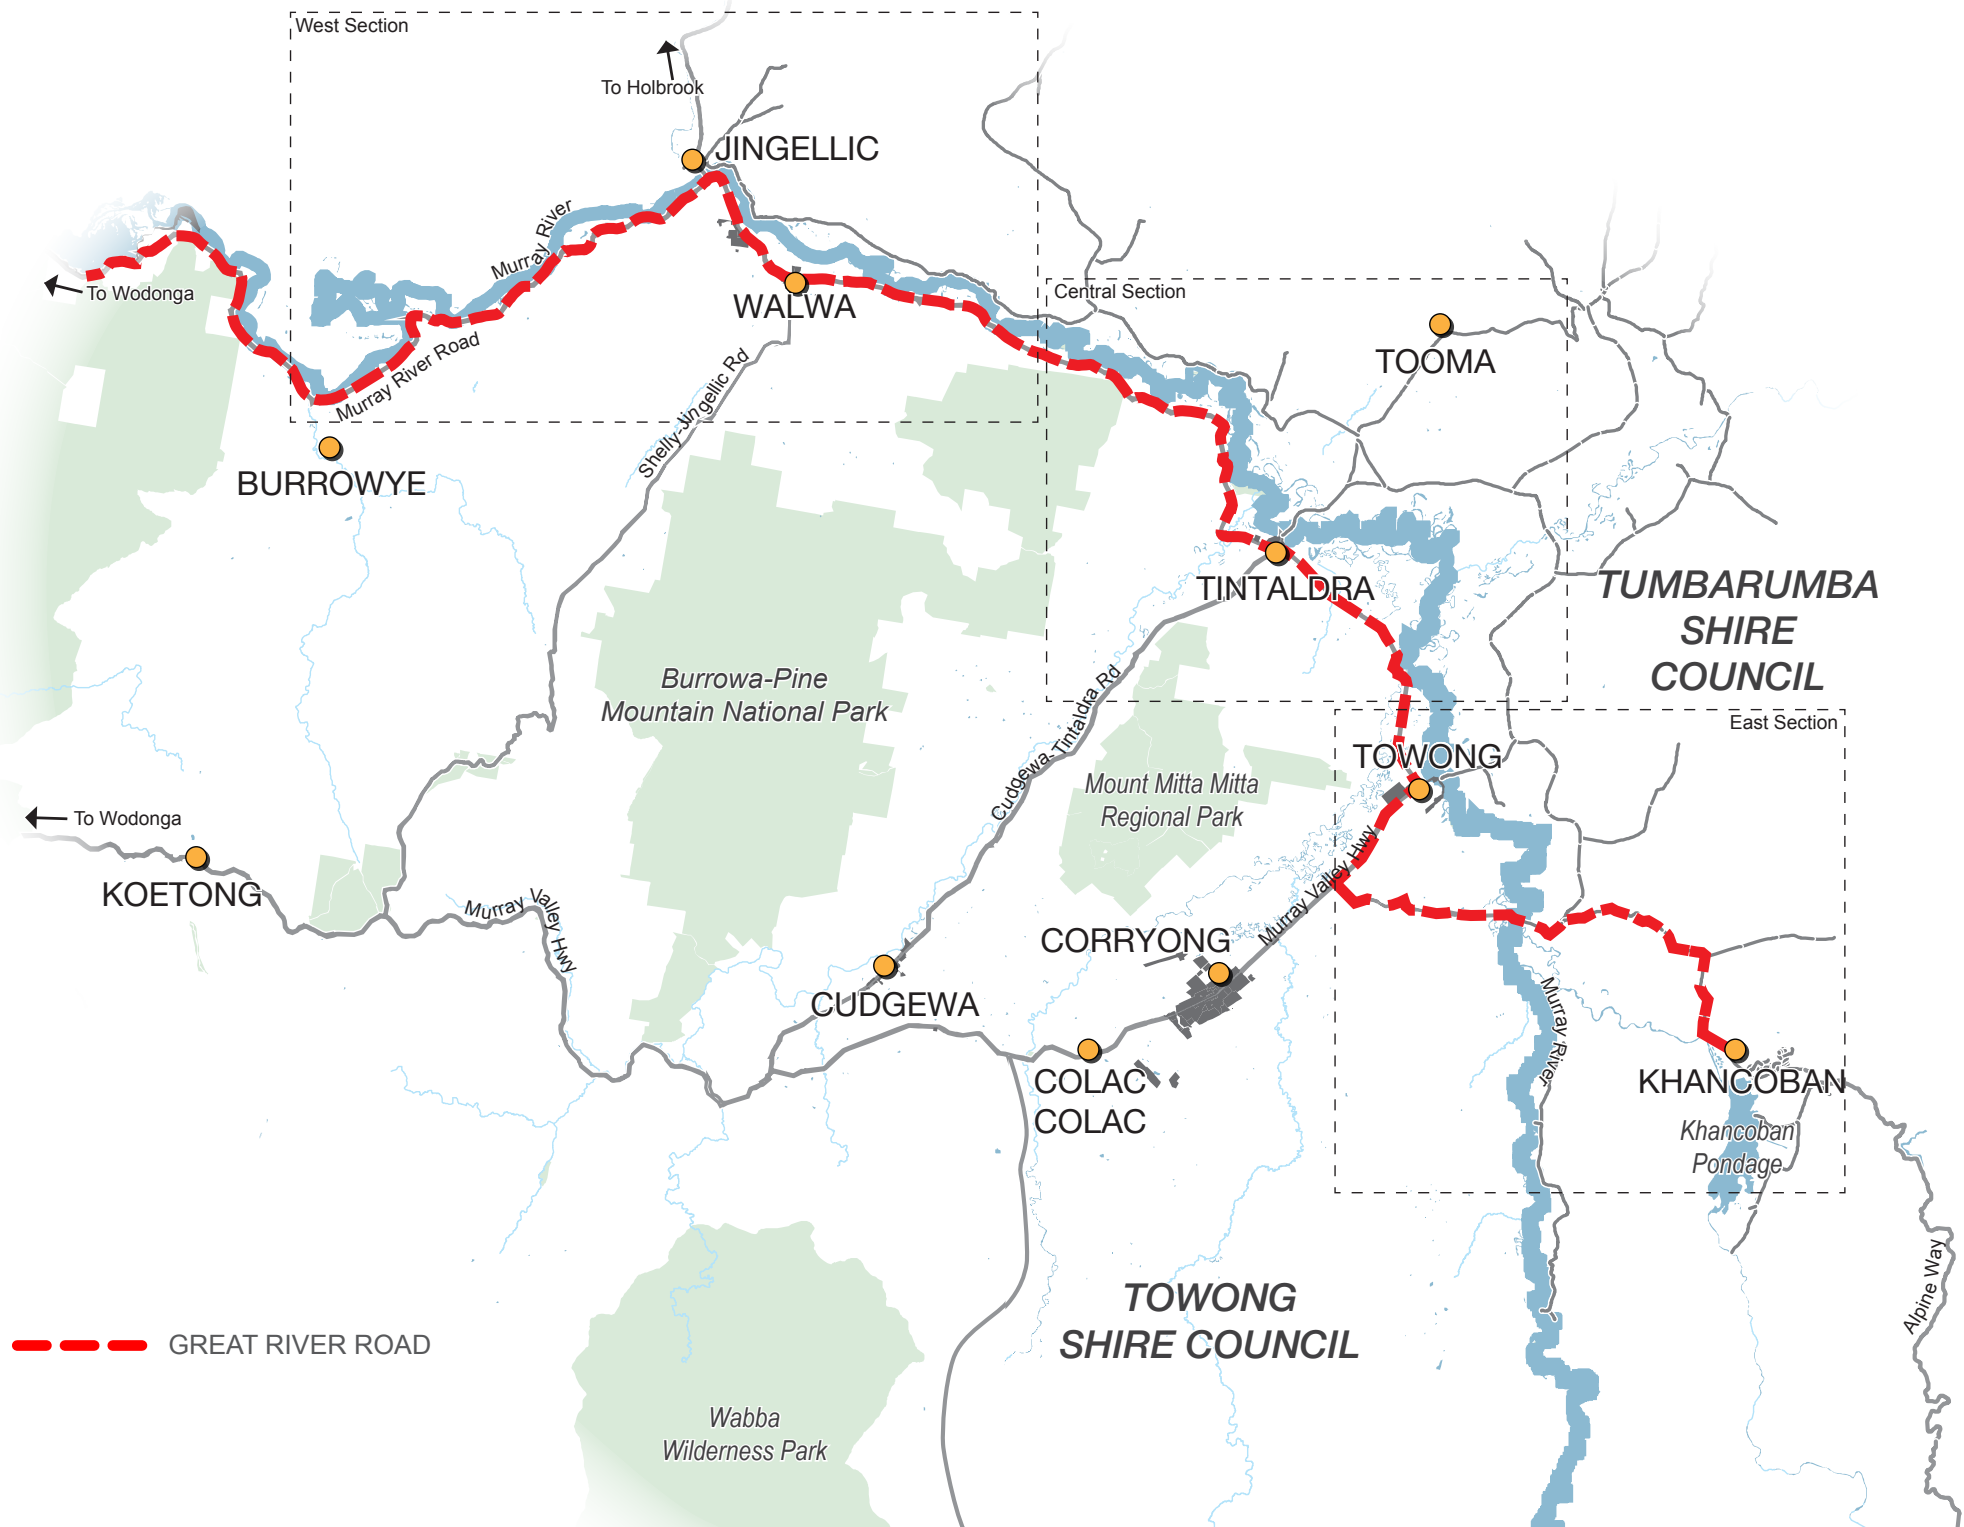 West Section
To Holbrook
JINGELLIC
Murray River
To Wodonga
WALWA
Central Section
Murray River Road
TOOMA
Shelly-Jingellic Rd
BURROWYE
TINTALDRA
TUMBARUMBA
SHIRE
COUNCIL
Burrowa-Pine
Mountain National Park
Cudgewa-Tintaldra Rd
East Section
TOWONG
Mount Mitta Mitta
Regional Park
To Wodonga
KOETONG
Murray Valley Hwy
Murray Valley Hwy
CORRYONG
CUDGEWA
Murray River
COLAC
COLAC
KHANCOBAN
Khancoban
Pondage
Alpine Way
TOWONG
SHIRE COUNCIL
GREAT RIVER ROAD
Wabba
Wilderness Park